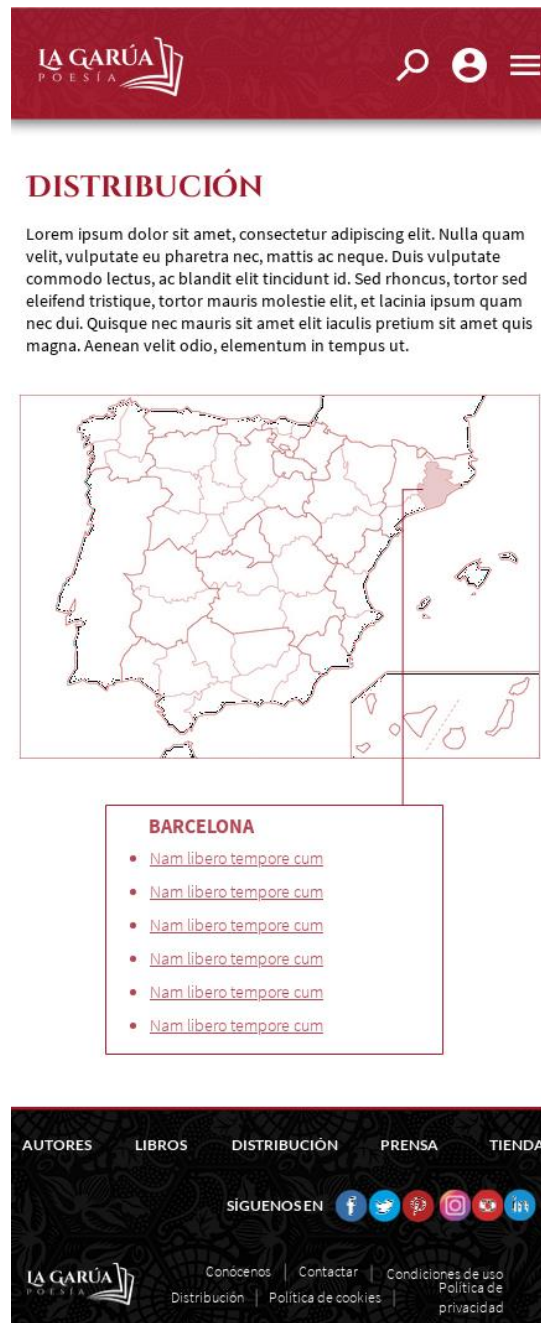 LA GARÚA
POESÍA
DISTRIBUCIÓN
Lorem ipsum dolor sit amet, consectetur adipiscing elit. Nulla quam
velit, vulputate eu pharetra nec, mattis ac neque. Duis vulputate
commodo lectus, ac blandit elit tincidunt id. Sed rhoncus, tortor sed
eleifend tristique, tortor mauris molestie elit, et lacinia ipsum quam
nec dui. Quisque nec mauris sit amet elit iaculis pretium sit amet quis
magna. Aenean velit odio, elementum in tempus ut.
BARCELONA
Nam libero tempore cum
Nam libero tempore cum
Nam libero tempore cum
Nam libero tempore cum
Nam libero tempore cum
Nam libero tempore cum
AUTORES LIBROS DISTRIBUCIÓN PRENSA TIENDA
SÍGUENOS EN
LA GARÚA
POESÍA
Conócenos | Contactar | Condiciones de uso
Distribución | Política de cookies | Política de
privacidad